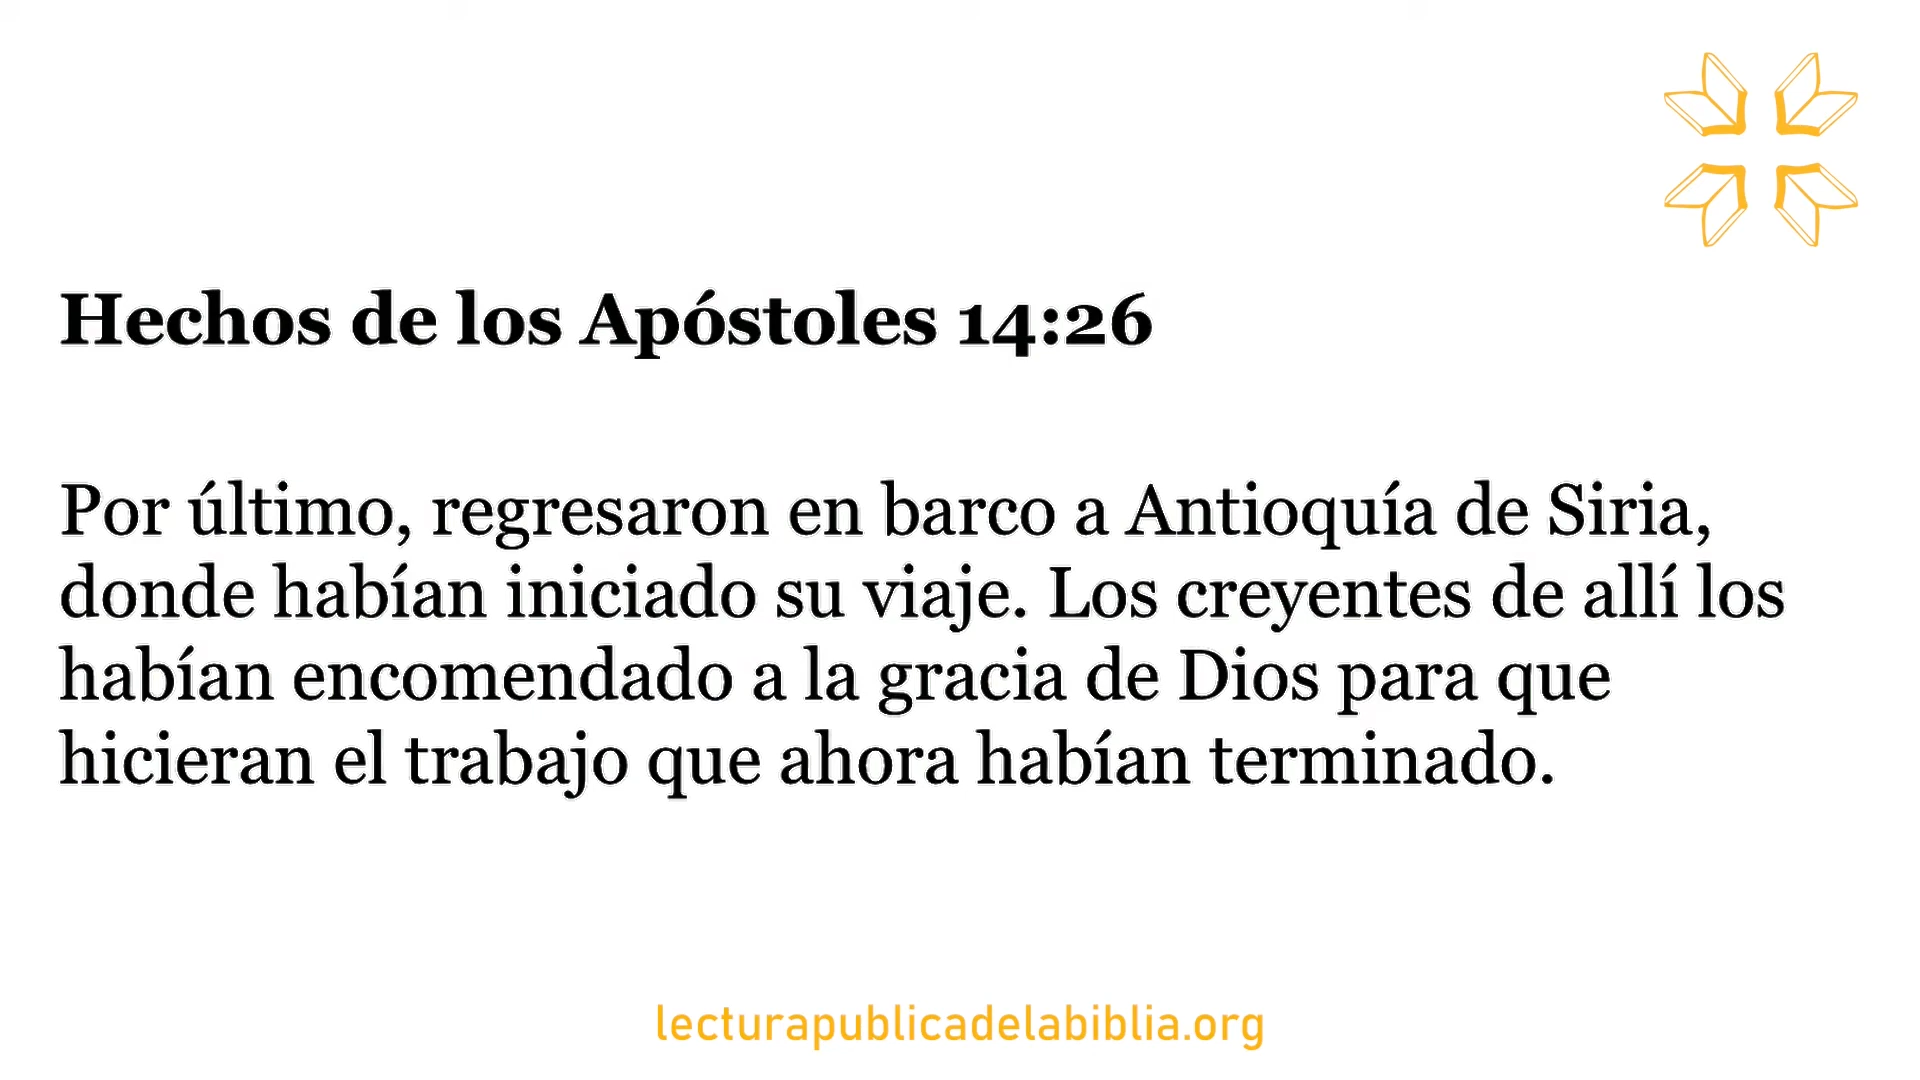 Hechos de los Apóstoles 14:26
Por último, regresaron en barco a Antioquía de Siria,
donde habían iniciado su viaje. Los creyentes de allí los
habían encomendado a la gracia de Dios para que
hicieran el trabajo que ahora habían terminado.
lecturapublicadelabiblia.org